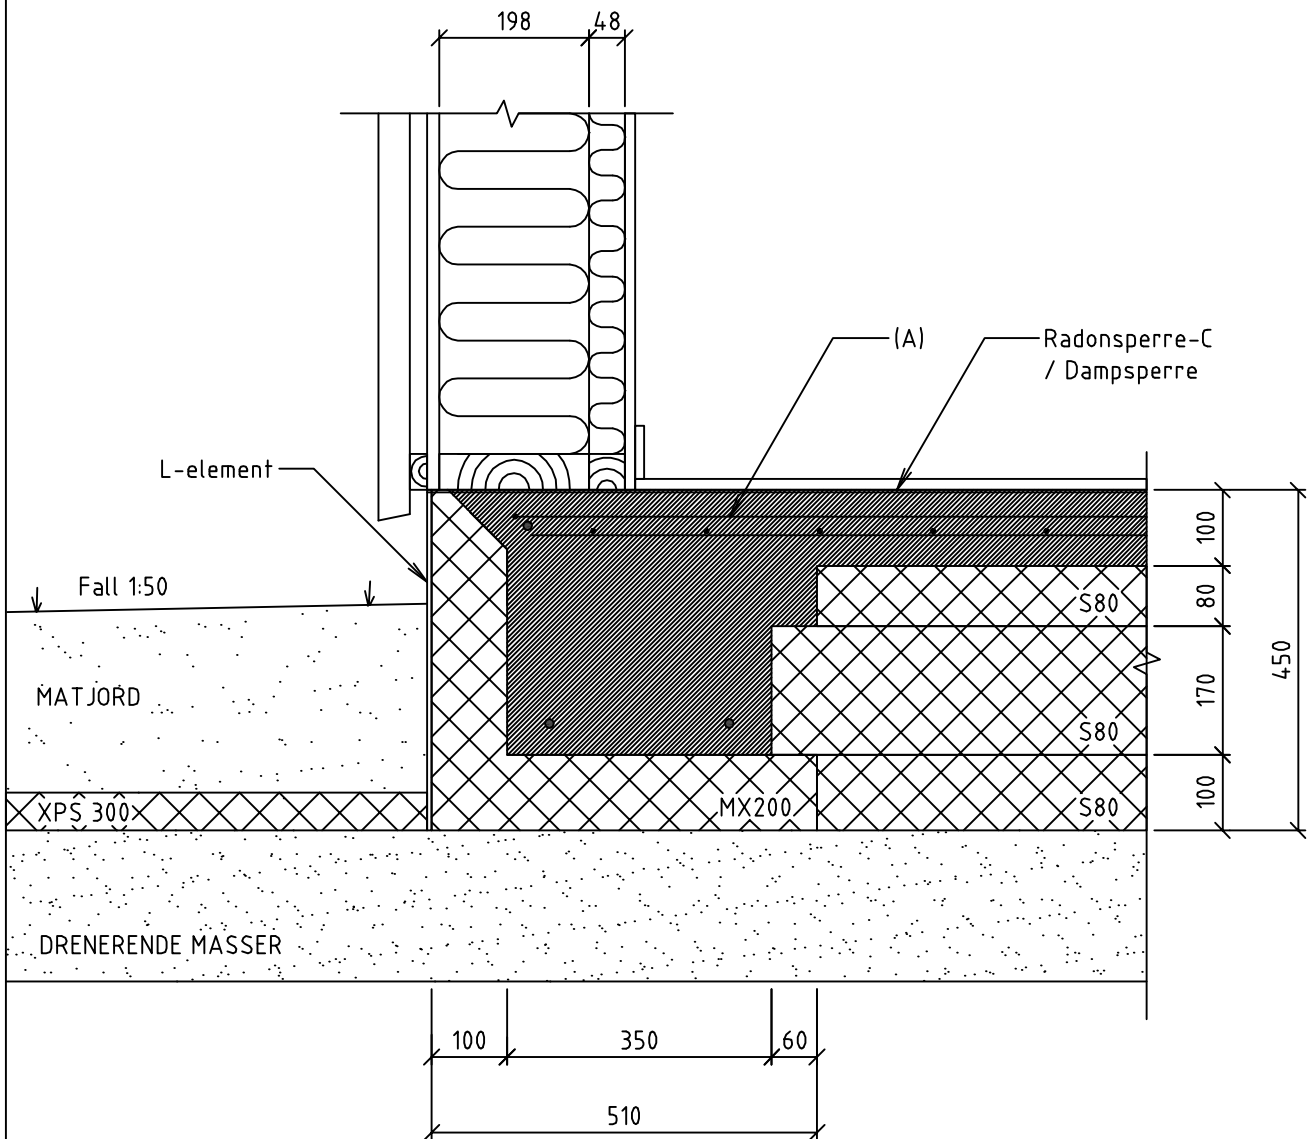 198
48
(A)
Radonsperre-C
/ Dampsperre
L-element
100
Fall 1:50
80
S80
450
MATJORD
170
S80
XPS 300
MX200
S80
100
DRENERENDE MASSER
100
350
60
510